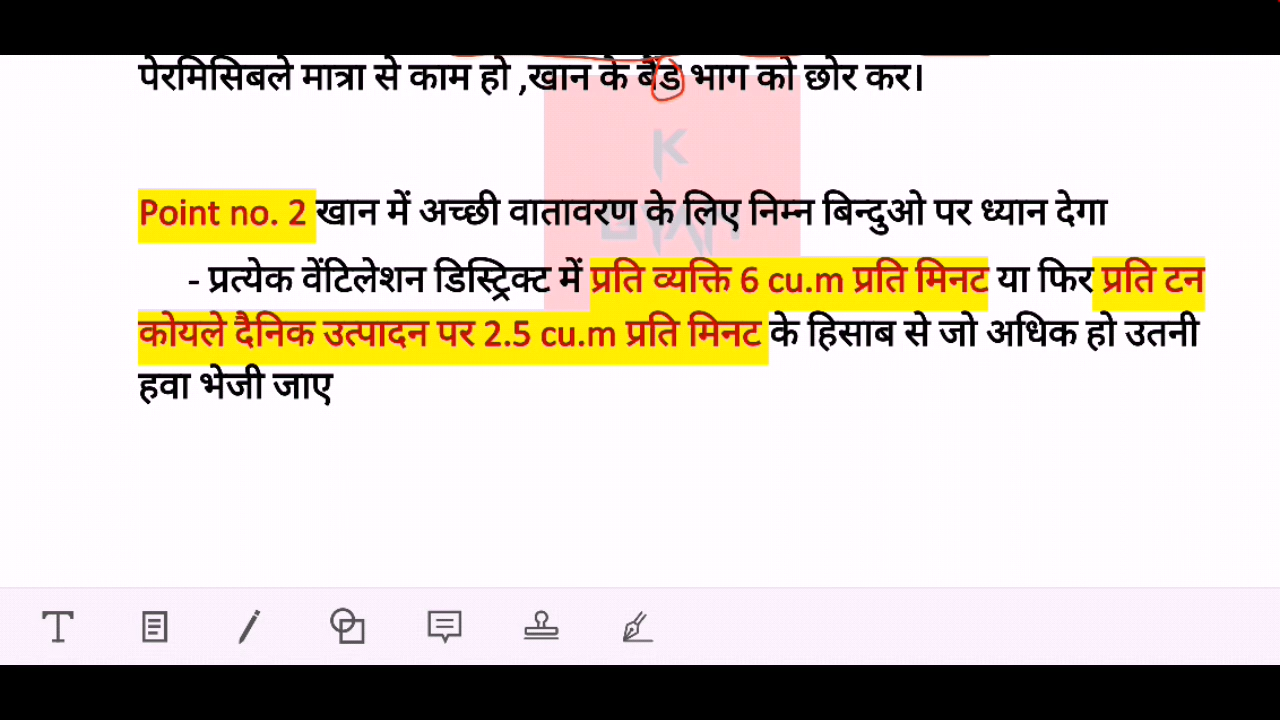 पेरमिसिबले मात्रा से काम हो ,खान के बैड भाग को छोर कर।
K
Point no. 2 खान में अच्छी वातावरण के लिए निम्न बिन्दुओ पर ध्यान देगा
- प्रत्येक वेंटिलेशन डिस्ट्रिक्ट में प्रति व्यक्ति 6 cu.m प्रति मिनट या फिर प्रति टन
कोयले दैनिक उत्पादन पर 2.5 cu.m प्रति मिनट के हिसाब से जो अधिक हो उतनी
हवा भेजी जाए
T